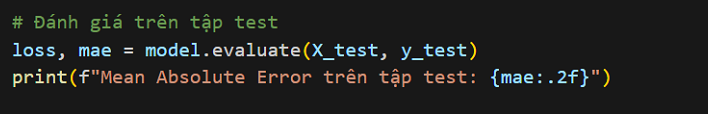 # Đánh giá trên tập test
loss, mae = model.evaluate(X_test, y_test)
print(f"Mean Absolute Error trên tập test: {mae:.2f}")